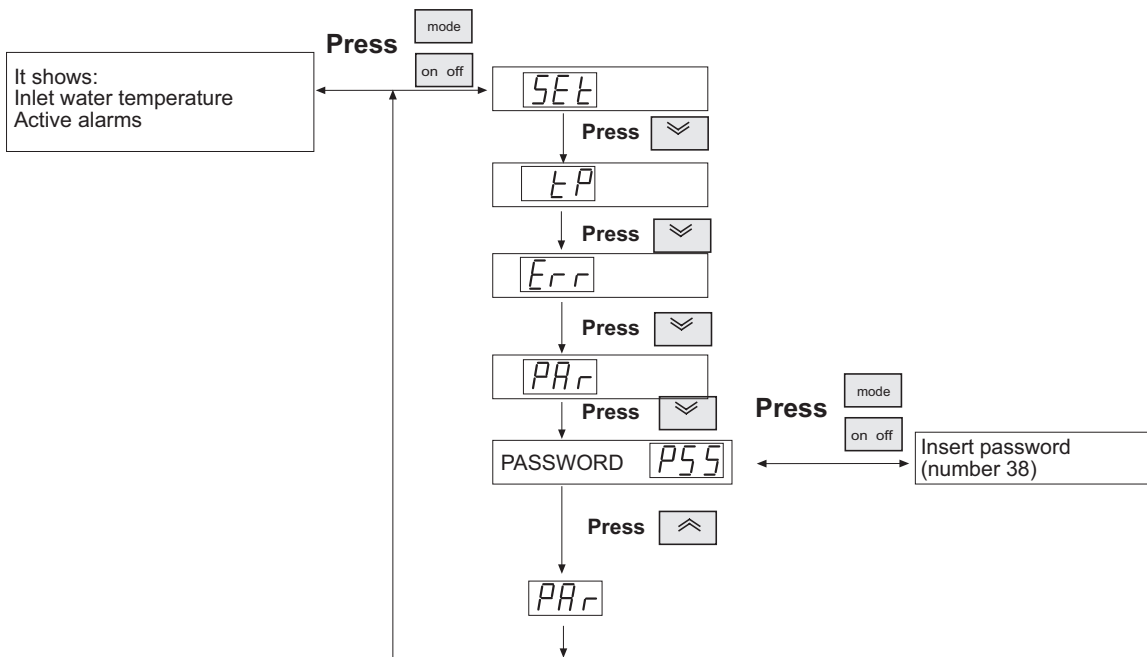 Press
mode
on off
It shows:
Inlet water temperature
Active alarms
SEt
Press
tP
Press
Err
Press
PAr
Press
Press
mode
on off
PASSWORD PSS
Insert password
(number 38)
Press
PAr